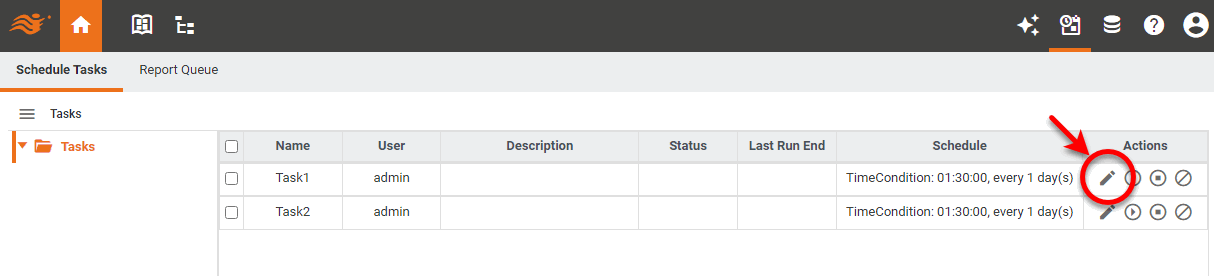 Schedule Tasks Report Queue
Tasks
Tasks
Name User Description Status Last Run End Schedule Actions
Task1 admin TimeCondition: 01:30:00, every 1 day(s)
Task2 admin TimeCondition: 01:30:00, every 1 day(s)